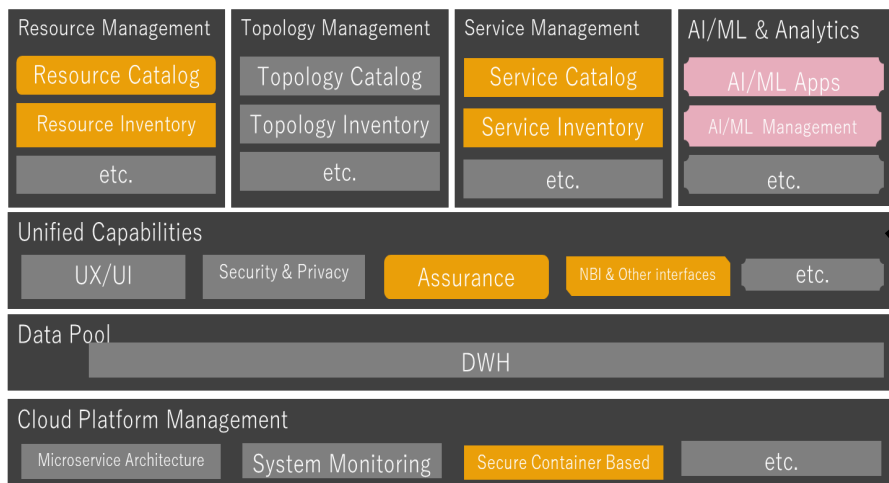 Resource Management
Resource Catalog
Resource Inventory
etc.
Topology Management
Topology Catalog
Topology Inventory
etc.
Service Management
Service Catalog
Service Inventory
etc.
AI/ML & Analytics
AI/ML Apps
AI/ML Management
etc.
Unified Capabilities
UX/UI
Security & Privacy
Assurance
NBI & Other interfaces
etc.
Data Pool
DWH
Cloud Platform Management
Microservice Architecture
System Monitoring
Secure Container Based
etc.